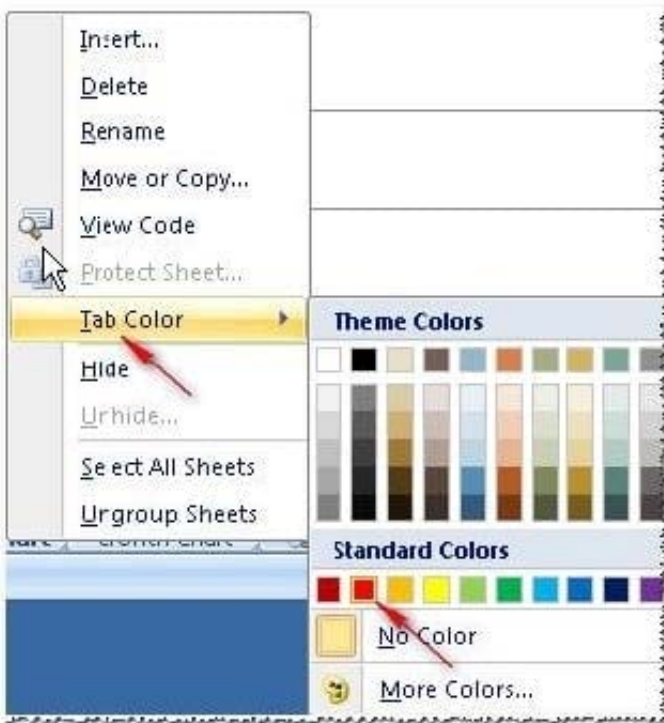 Insert...
Delete
Rename
Move or Copy...
View Code
Protect Sheet...
Tab Color
Hide
Unhide...
Select All Sheets
Ungroup Sheets
Theme Colors
Standard Colors
No Color
More Colors...